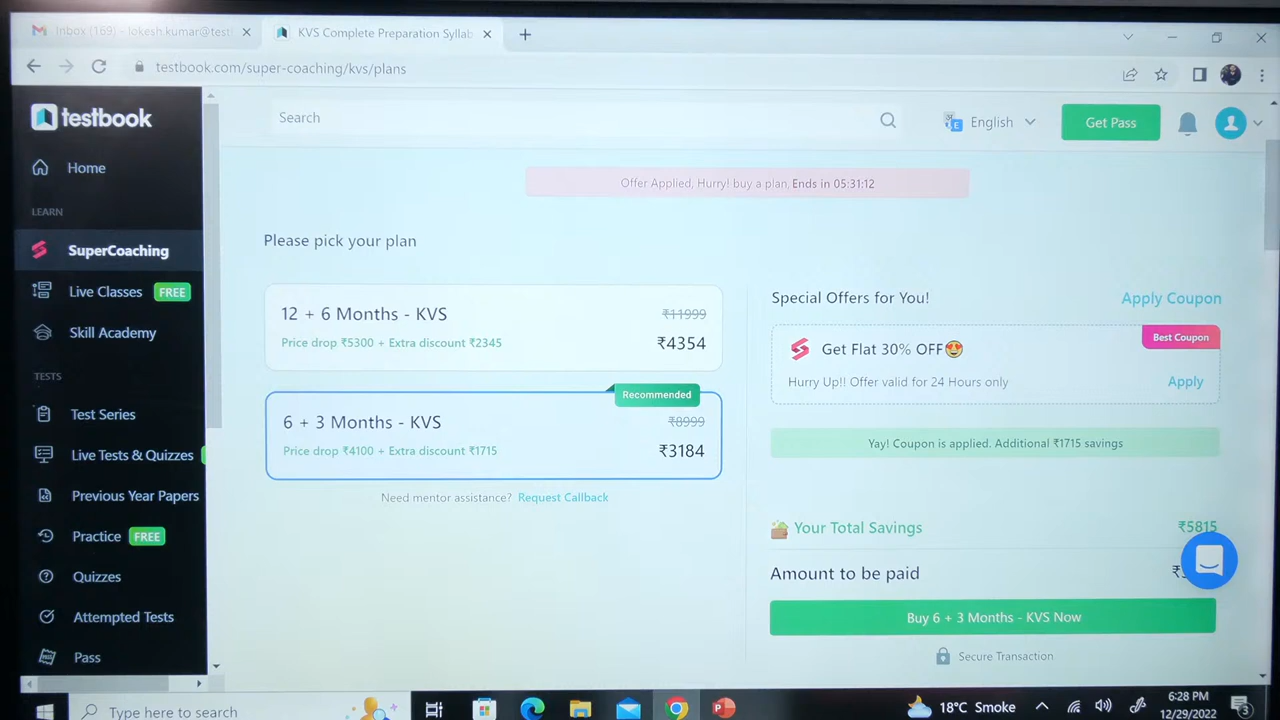 Inbox (169) - lokesh.kumar@test
KVS Complete Preparation Syllab
testbook.com/super-coaching/kvs/plans
testbook
Search
English
Get Pass
Home
Offer Applied, Hurry! buy a plan, Ends in 05:31:12
LEARN
Please pick your plan
SuperCoaching
Live Classes FREE
Skill Academy
12 + 6 Months - KVS ₹11999
Price drop ₹5300 + Extra discount ₹2345 ₹4354
Special Offers for You! Apply Coupon
Best Coupon
Get Flat 30% OFF
Hurry Up!! Offer valid for 24 Hours only Apply
TESTS
Recommended
6 + 3 Months - KVS ₹8999
Price drop ₹4100 + Extra discount ₹1715 ₹3184
Yay! Coupon is applied. Additional ₹1715 savings
Test Series
Live Tests & Quizzes
Need mentor assistance? Request Callback
Previous Year Papers
Your Total Savings ₹5815
Practice FREE
Amount to be paid
Quizzes
Buy 6 + 3 Months - KVS Now
Attempted Tests
Secure Transaction
Pass
PASS
Type here to search
18°C Smoke
6:28 PM
12/29/2022
3